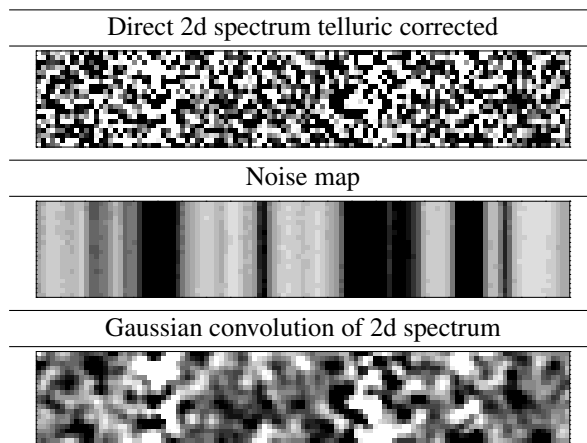 Direct 2d spectrum telluric corrected
Noise map
Gaussian convolution of 2d spectrum